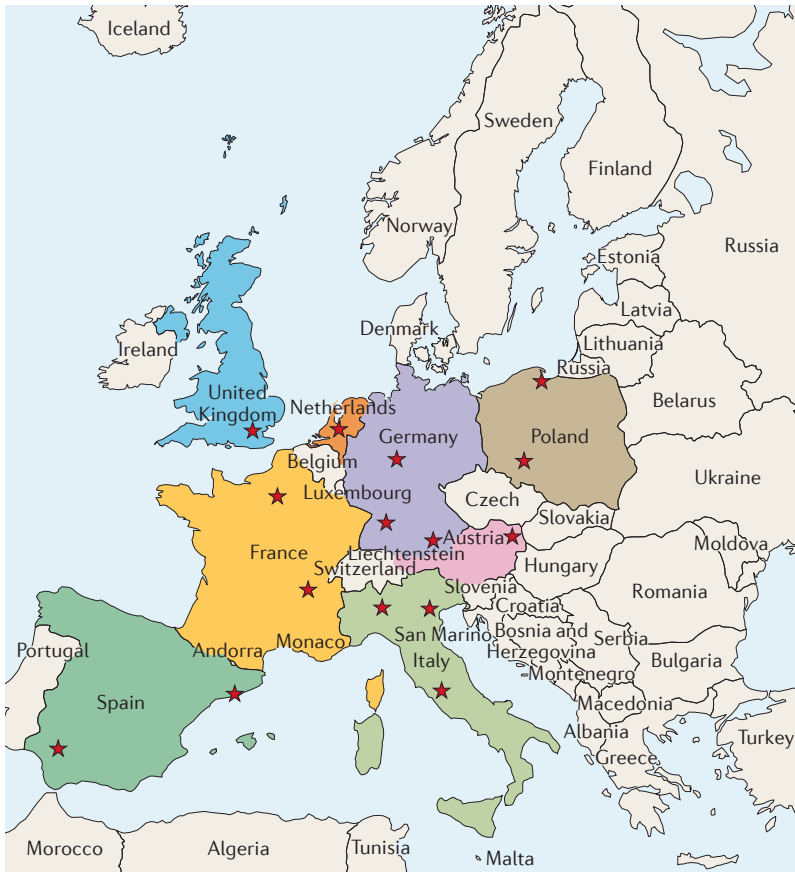 Iceland
Sweden
Finland
Norway
Russia
Estonia
Latvia
Denmark
Lithuania
Ireland
Russia
United
Kingdom
Netherlands
Belarus
Germany
Poland
Belgium
Ukraine
Luxembourg
Czech
Slovakia
Austria
Moldova
France
Liechtenstein
Switzerland
Hungary
Slovenia
Romania
Croatia
Portugal
Andorra
Monaco
San Marino
Bosnia and
Herzegovina
Serbia
Italy
Bulgaria
Montenegro
Spain
Macedonia
Albania
Turkey
Greece
Morocco
Algeria
Tunisia
Malta